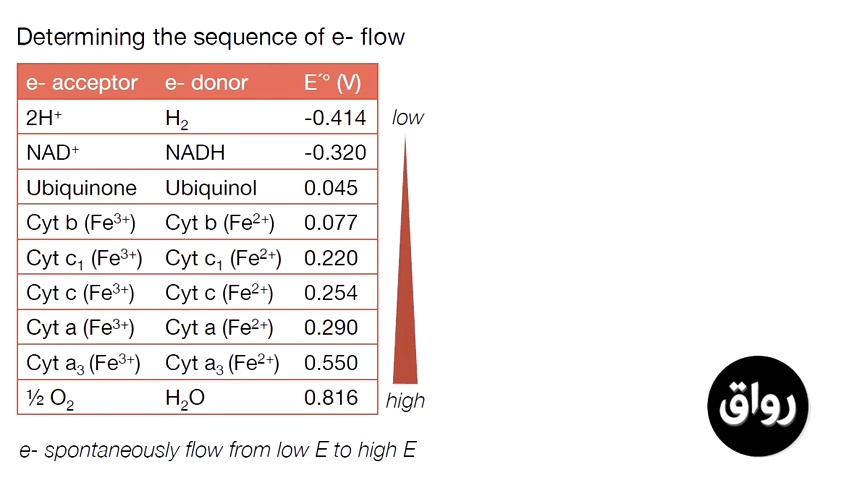 Determining the sequence of e- flow
e- acceptor e- donor E´° (V)
2H⁺ H₂ -0.414
low
NAD⁺ NADH -0.320
Ubiquinone Ubiquinol 0.045
Cyt b (Fe³⁺) Cyt b (Fe²⁺) 0.077
Cyt c₁ (Fe³⁺) Cyt c₁ (Fe²⁺) 0.220
Cyt c (Fe³⁺) Cyt c (Fe²⁺) 0.254
Cyt a (Fe³⁺) Cyt a (Fe²⁺) 0.290
Cyt a₃ (Fe³⁺) Cyt a₃ (Fe²⁺) 0.550
½ O₂ H₂O 0.816
high
رواق
e- spontaneously flow from low E to high E